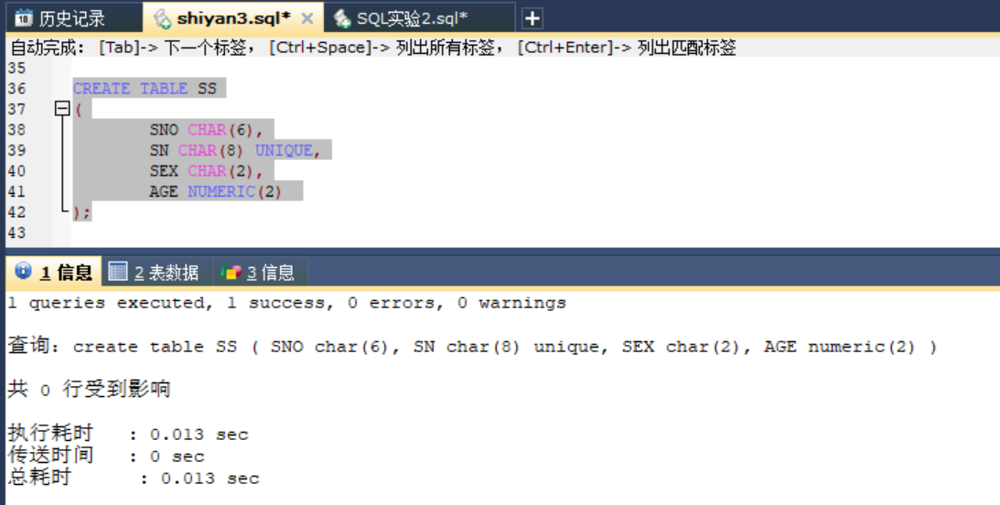 历史记录 shiyan3.sql* SQL实验2.sql*
自动完成: [Tab]-> 下一个标签, [Ctrl+Space]-> 列出所有标签, [Ctrl+Enter]-> 列出匹配标签
35
36 CREATE TABLE SS
37 (
38 SNO CHAR(6),
39 SN CHAR(8) UNIQUE,
40 SEX CHAR(2),
41 AGE NUMERIC(2)
42 );
43
1 信息 2 表数据 3 信息
1 queries executed, 1 success, 0 errors, 0 warnings
查询: create table SS ( SNO char(6), SN char(8) unique, SEX char(2), AGE numeric(2) )
共 0 行受到影响
执行耗时 : 0.013 sec
传送时间 : 0 sec
总耗时 : 0.013 sec